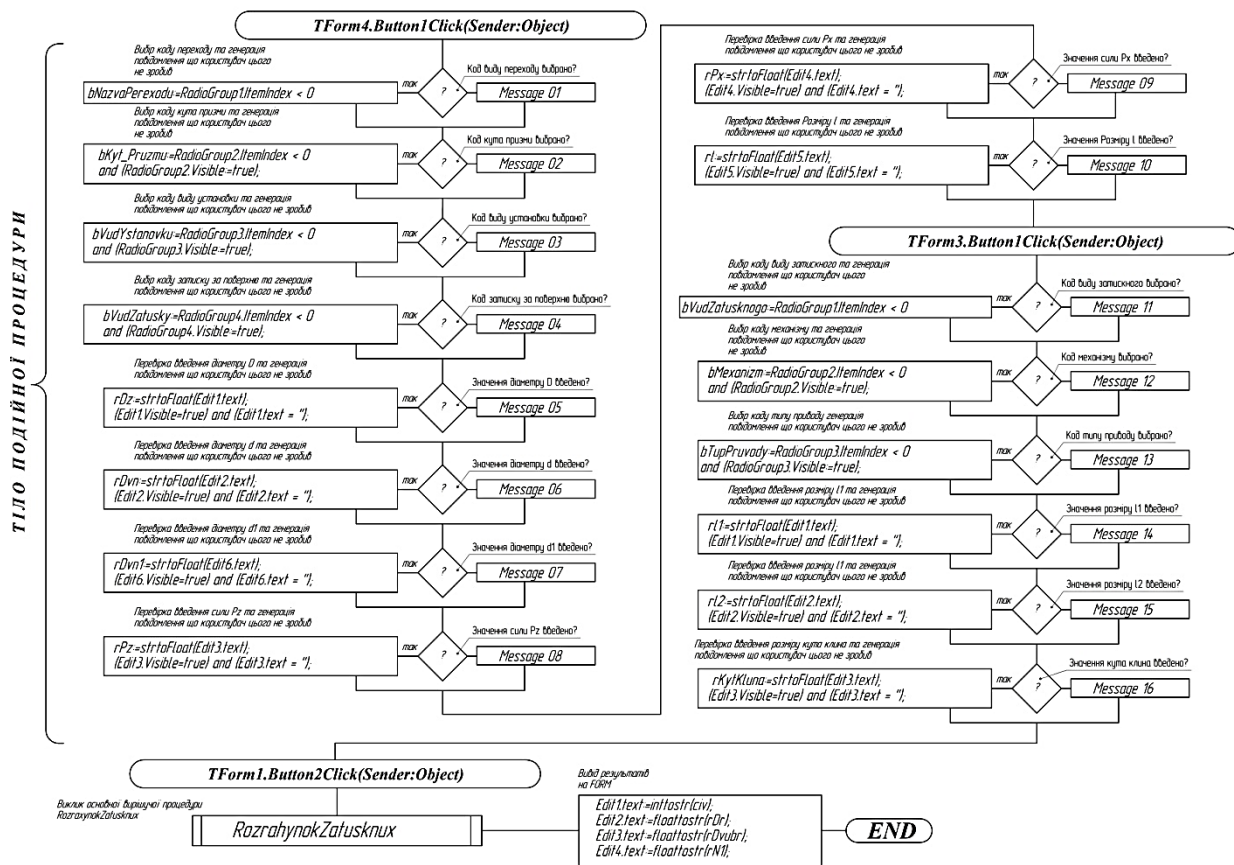 ТІЛО ПОДІЙНОЇ ПРОЦЕДУРИ
TForm4.Button1Click(Sender:Object)
Вибір коду переходу та генерація
повідомлення що користувач цього
не зробив
bNazvaPerexodu:=RadioGroup1.ItemIndex < 0
так
?
Код виду переходу вибрано?
Message 01
Вибір коду кута призми та генерація
повідомлення що користувач цього
не зробив
bKyt_Pruzmu:=RadioGroup2.ItemIndex < 0
and (RadioGroup2.Visible=true);
так
?
Код кута призми вибрано?
Message 02
Вибір коду виду установки та генерація
повідомлення що користувач цього не зробив
bVudYstanovku:=RadioGroup3.ItemIndex < 0
and (RadioGroup3.Visible:=true);
так
?
Код виду установки вибрано?
Message 03
Вибір коду затиску за поверхне та генерація
повідомлення що користувач цього не зробив
bVudZatusky:=RadioGroup4.ItemIndex < 0
and (RadioGroup4.Visible:=true);
так
?
Код затиску за поверхне вибрано?
Message 04
Перевірка введення діаметру D та генерація
повідомлення що користувач цього не зробив
rDz:=strtoFloat(Edit1.text);
(Edit1.Visible=true) and (Edit1.text = '');
так
?
Значення діаметру D введено?
Message 05
Перевірка введення діаметру d та генерація
повідомлення що користувач цього не зробив
rDvn:=strtoFloat(Edit2.text);
(Edit2.Visible=true) and (Edit2.text = '');
так
?
Значення діаметру d введено?
Message 06
Перевірка введення діаметру d1 та генерація
повідомлення що користувач цього не зробив
rDvn1:=strtoFloat(Edit6.text);
(Edit6.Visible=true) and (Edit6.text = '');
так
?
Значення діаметру d1 введено?
Message 07
Перевірка введення сили Pz та генерація
повідомлення що користувач цього не зробив
rPz:=strtoFloat(Edit3.text);
(Edit3.Visible=true) and (Edit3.text = '');
так
?
Значення сили Pz введено?
Message 08
Перевірка введення сили Px та генерація
повідомлення що користувач цього не зробив
rPx:=strtoFloat(Edit4.text);
(Edit4.Visible=true) and (Edit4.text = '');
так
?
Значення сили Px введено?
Message 09
Перевірка введення Розміру l та генерація
повідомлення що користувач цього не зробив
rl:=strtoFloat(Edit5.text);
(Edit5.Visible=true) and (Edit5.text = '');
так
?
Значення Розміру l введено?
Message 10
TForm3.Button1Click(Sender:Object)
Вибір коду виду затискного та генерація
повідомлення що користувач цього
не зробив
bVudZatusknogo:=RadioGroup1.ItemIndex < 0
так
?
Код виду затискного вибрано?
Message 11
Вибір коду механізму та генерація
повідомлення що користувач цього
не зробив
bMexanizm:=RadioGroup2.ItemIndex < 0
and (RadioGroup2.Visible=true);
так
?
Код механізму вибрано?
Message 12
Вибір коду типу приводу генерація
повідомлення що користувач цього не зробив
bTupPruvady:=RadioGroup3.ItemIndex < 0
and (RadioGroup3.Visible:=true);
так
?
Код типу приводу вибрано?
Message 13
Перевірка введення розміру l1 та генерація
повідомлення що користувач цього не зробив
rl1:=strtoFloat(Edit1.text);
(Edit1.Visible=true) and (Edit1.text = '');
так
?
Значення розміру l1 введено?
Message 14
Перевірка введення розміру l1 та генерація
повідомлення що користувач цього не зробив
rl2:=strtoFloat(Edit2.text);
(Edit2.Visible=true) and (Edit2.text = '');
так
?
Значення розміру l2 введено?
Message 15
Перевірка введення розміру кута клина та генерація
повідомлення що користувач цього не зробив
rKytKluna:=strtoFloat(Edit3.text);
(Edit3.Visible=true) and (Edit3.text = '');
так
?
Значення кута клина введено?
Message 16
TForm1.Button2Click(Sender:Object)
Виклик основної вирішучої процедури
RozraxynokZatusknux
RozrahynokZatusknux
Вивід результатів
на FORM
Edit1.text:=inttostr(civ);
Edit2.text:=floattostr(rDr);
Edit3.text:=floattostr(rDvubr);
Edit4.text:=floattostr(rN1);
END